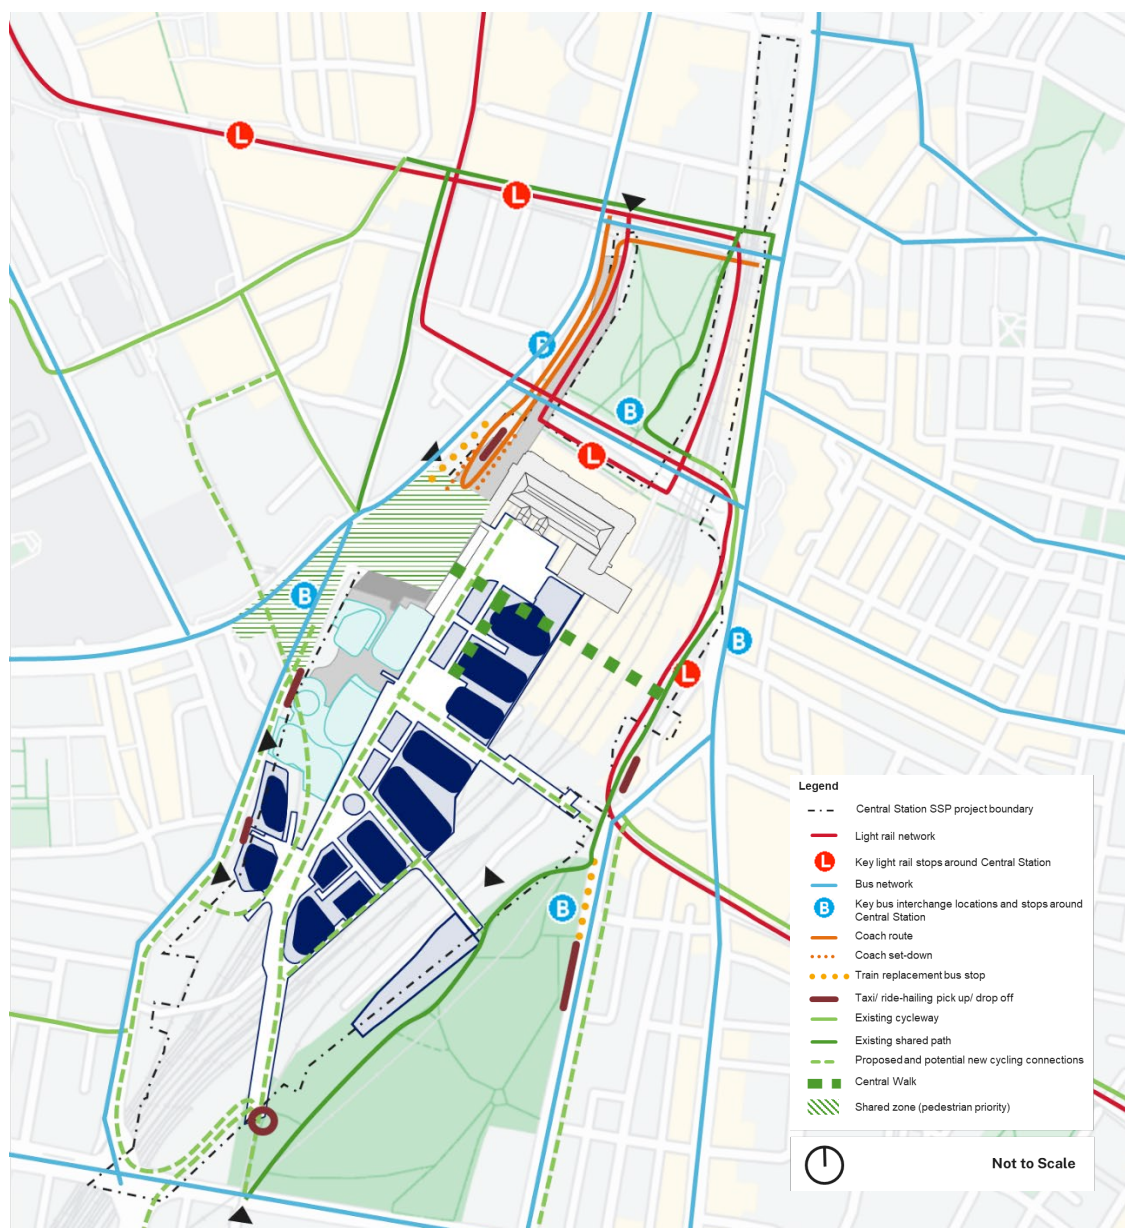 L
L
B
B
L
B
B
L
B
Legend
Central Station SSP project boundary
Light rail network
L
Key light rail stops around Central Station
Bus network
B
Key bus interchange locations and stops around
Central Station
Coach route
Coach set-down
Train replacement bus stop
Taxi/ ride-hailing pick up/ drop off
Existing cycleway
Existing shared path
Proposed and potential new cycling connections
Central Walk
Shared zone (pedestrian priority)
Not to Scale